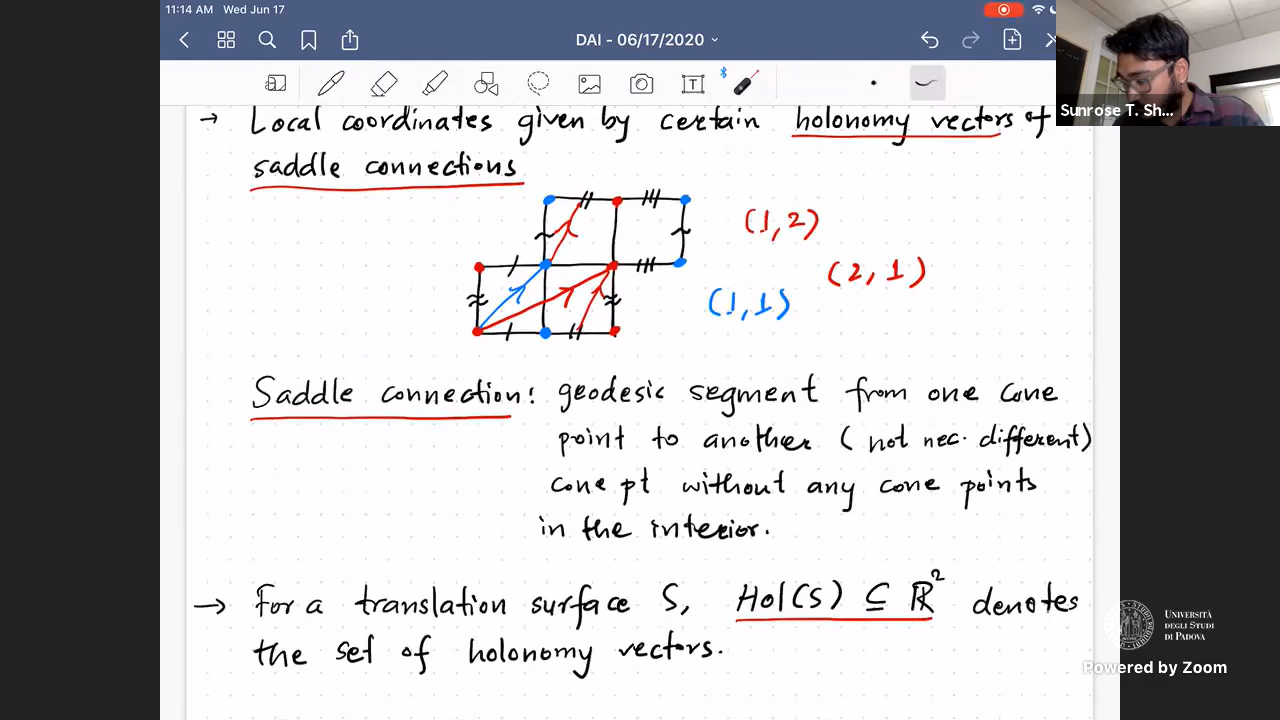 11:14 AM Wed Jun 17
DAI - 06/17/2020
Sunrose T. Sh...
→ Local coordinates given by certain holonomy vectors of
saddle connections
(1, 2)
(2, 1)
(1, 1)
Saddle connection: geodesic segment from one cone
point to another (not nec. different)
cone pt without any cone points
in the interior.
→ For a translation surface S, Hol(S) ⊆ ℝ² denotes
the set of holonomy vectors.
UNIVERSITÀ
DEGLI STUDI
DI PADOVA
Powered by Zoom